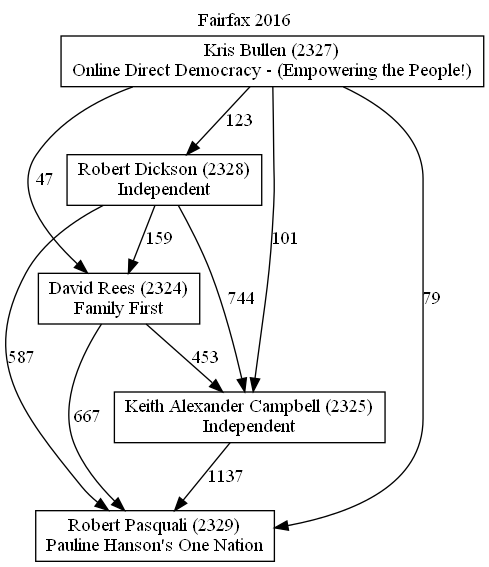 Fairfax 2016
Kris Bullen (2327)
Online Direct Democracy - (Empowering the People!)
123
Robert Dickson (2328)
Independent
47
159
101
David Rees (2324)
Family First
744
79
587
453
667
Keith Alexander Campbell (2325)
Independent
1137
Robert Pasquali (2329)
Pauline Hanson's One Nation